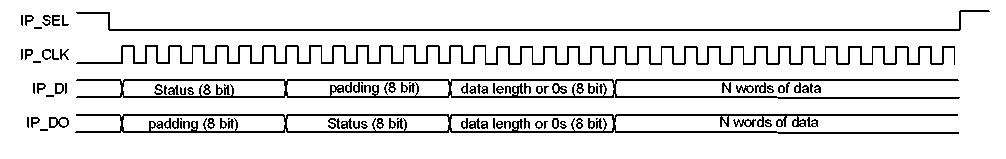 IP_SEL
IP_CLK
IP_DI Status (8 bit) padding (8 bit) data length or 0s (8 bit) N words of data
IP_DO padding (8 bit) Status (8 bit) data length or 0s (8 bit) N words of data